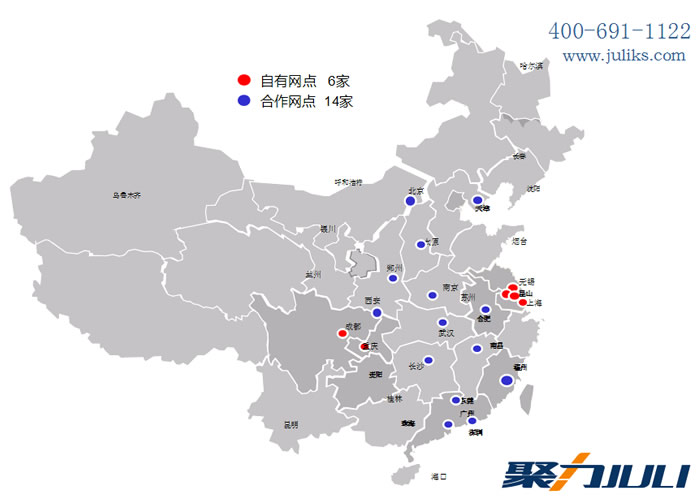 400-691-1122
www.juliks.com
自有网点 6家
合作网点 14家
哈尔滨
长春
沈阳
呼和浩特
乌鲁木齐
北京
天津
银川
太原
烟台
兰州
郑州
无锡
昆山
上海
南京
苏州
西安
合肥
成都
武汉
重庆
南昌
长沙
贵阳
福州
桂林
东莞
广州
昆明
珠海
深圳
海口
聚力JULI